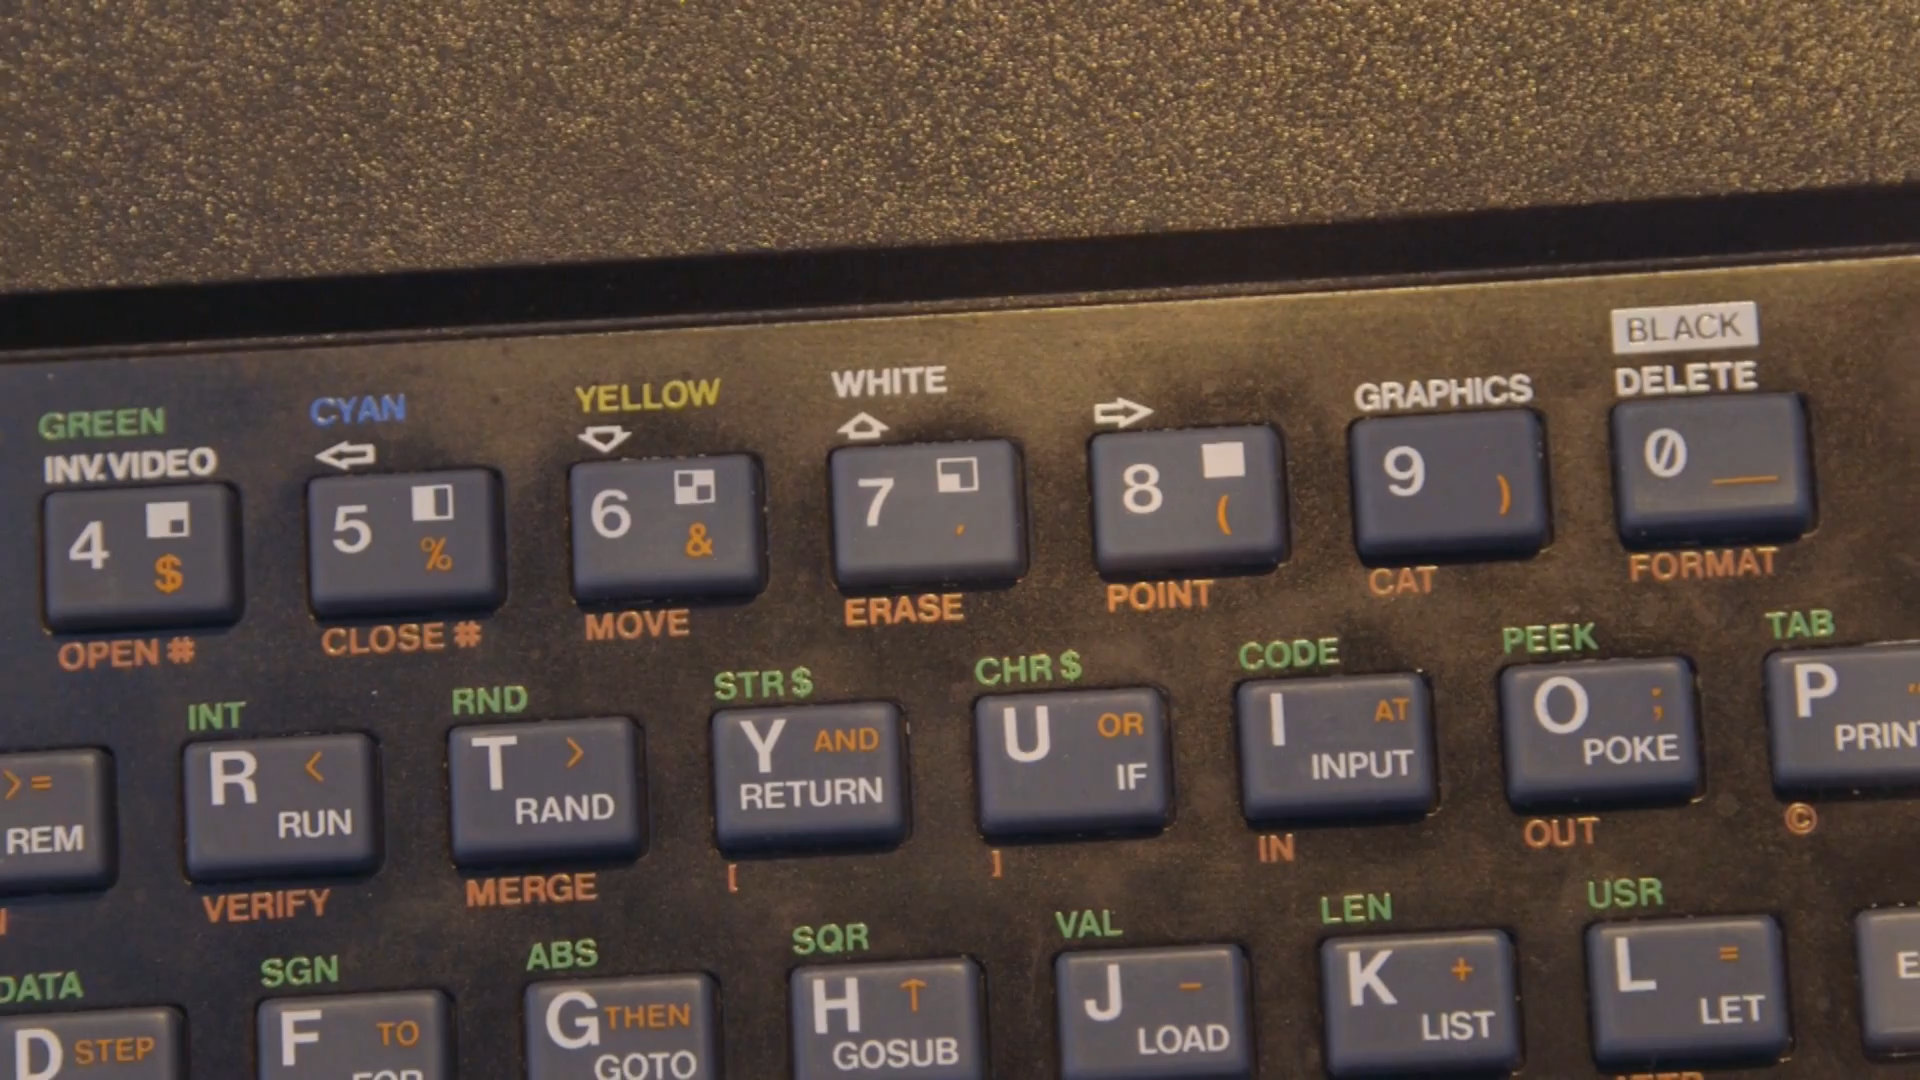 BLACK
GREEN CYAN YELLOW WHITE GRAPHICS DELETE
INV.VIDEO
4 $ 5 % 6 & 7 ' 8 ( 9 ) 0 _
OPEN # CLOSE # MOVE ERASE POINT CAT FORMAT
INT RND STR $ CHR $ CODE PEEK TAB
>= R < T > Y AND U OR I AT O ; P
REM RUN RAND RETURN IF INPUT POKE PRINT
VERIFY MERGE [ ] IN OUT ©
DATA SGN ABS SQR VAL LEN USR
D STEP F TO G THEN H ↑ J - K + L =
FOR GOTO GOSUB LOAD LIST LET